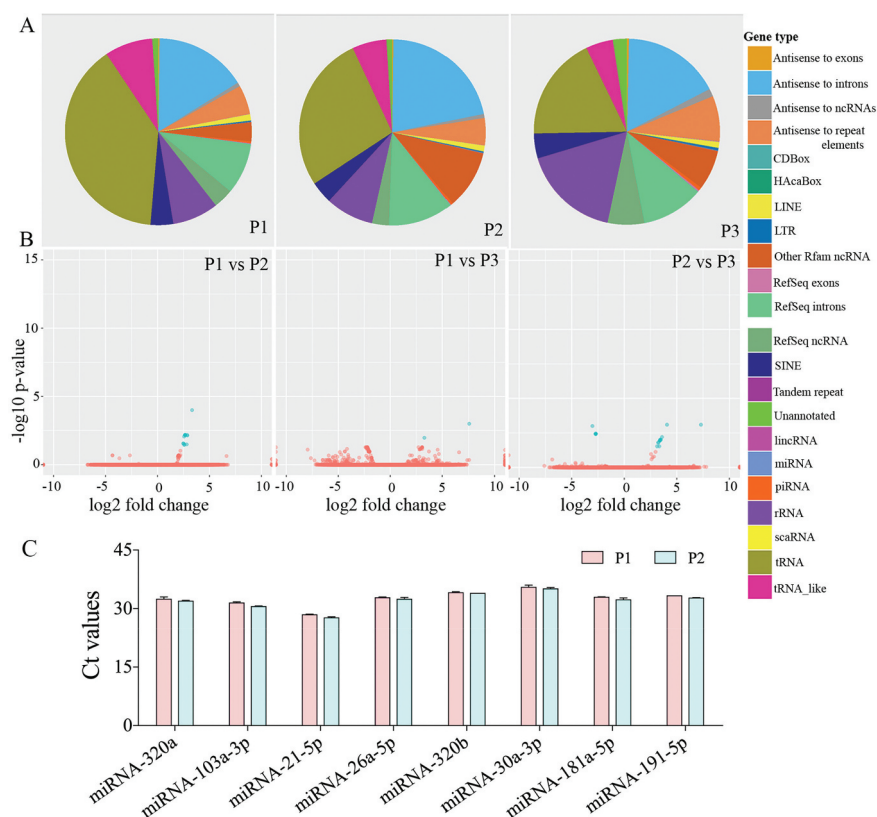 A
P1
P2
P3
Gene type
Antisense to exons
Antisense to introns
Antisense to ncRNAs
Antisense to repeat
elements
CDBox
HAcaBox
LINE
LTR
Other Rfam ncRNA
RefSeq exons
RefSeq introns
RefSeq ncRNA
SINE
Tandem repeat
Unannotated
lincRNA
miRNA
piRNA
rRNA
scaRNA
tRNA
tRNA_like
B
P1 vs P2
P1 vs P3
P2 vs P3
-log10 p-value
15
10
5
0
-10 -5 0 5 10
-10 -5 0 5 10
-10 -5 0 5 10
log2 fold change
log2 fold change
log2 fold change
C
P1
P2
Ct values
45
30
15
0
miRNA-320a
miRNA-103a-3p
miRNA-21-5p
miRNA-26a-5p
miRNA-320b
miRNA-30a-3p
miRNA-181a-5p
miRNA-191-5p